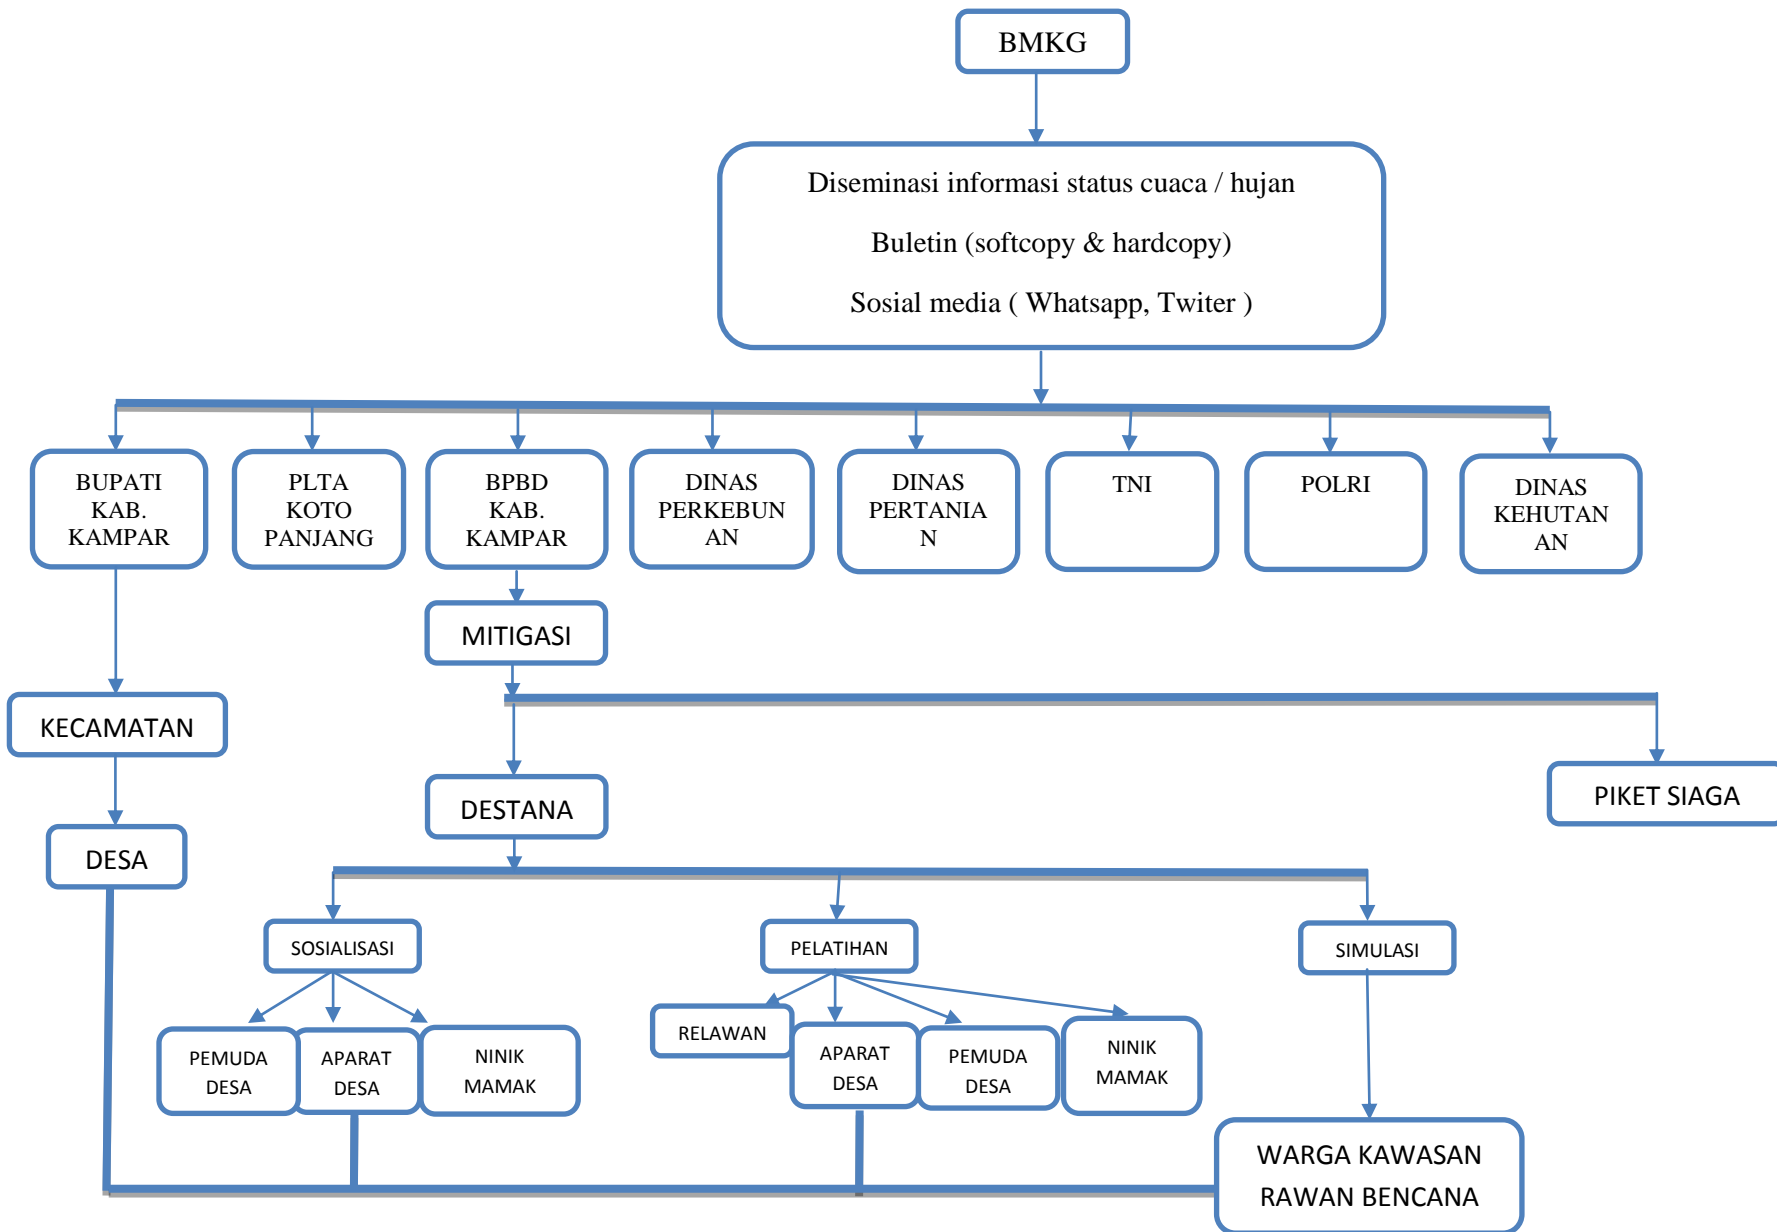 BMKG
Diseminasi informasi status cuaca / hujan
Buletin (softcopy & hardcopy)
Sosial media ( Whatsapp, Twiter )
BUPATI
KAB.
KAMPAR
PLTA
KOTO
PANJANG
BPBD
KAB.
KAMPAR
DINAS
PERKEBUN
AN
DINAS
PERTANIA
N
TNI
POLRI
DINAS
KEHUTAN
AN
MITIGASI
KECAMATAN
DESTANA
PIKET SIAGA
DESA
SOSIALISASI
PELATIHAN
SIMULASI
PEMUDA
DESA
APARAT
DESA
NINIK
MAMAK
RELAWAN
APARAT
DESA
PEMUDA
DESA
NINIK
MAMAK
WARGA KAWASAN
RAWAN BENCANA